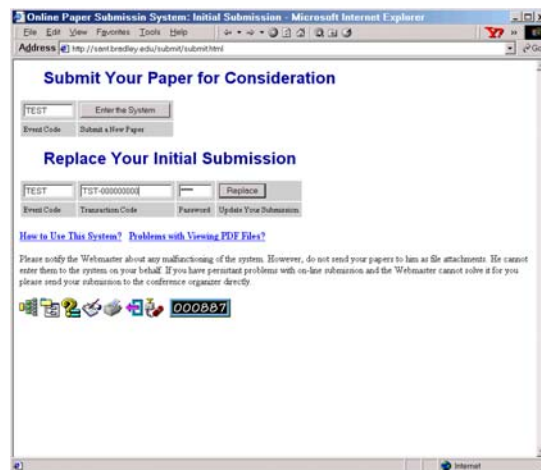 Online Paper Submissin System: Initial Submission - Microsoft Internet Explorer
File Edit View Favorites Tools Help
Address http://sant.bradley.edu/submit/submit.html Go
Submit Your Paper for Consideration
TEST Enter the System
Event Code Submit a New Paper
Replace Your Initial Submission
TEST TST-000000000 Replace
Event Code Transaction Code Password Update Your Submission
How to Use This System? Problems with Viewing PDF Files?
Please notify the Webmaster about any malfunctioning of the system. However, do not send your papers to him as file attachments. He cannot
enter them to the system on your behalf. If you have persistant problems with on-line submission and the Webmaster cannot solve it for you
please send your submission to the conference organizer directly.
000887
Internet